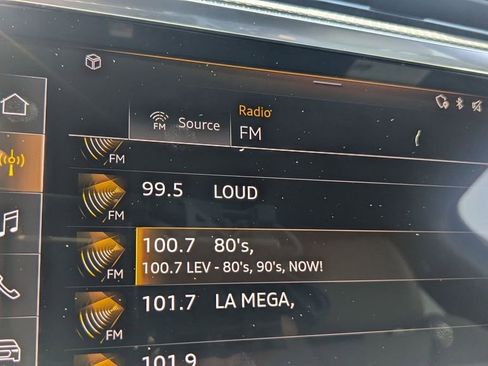 Radio
FM
Source
FM
FM
99.5 LOUD
FM
100.7 80's,
100.7 LEV - 80's, 90's, NOW!
FM
101.7 LA MEGA,
FM
101.9